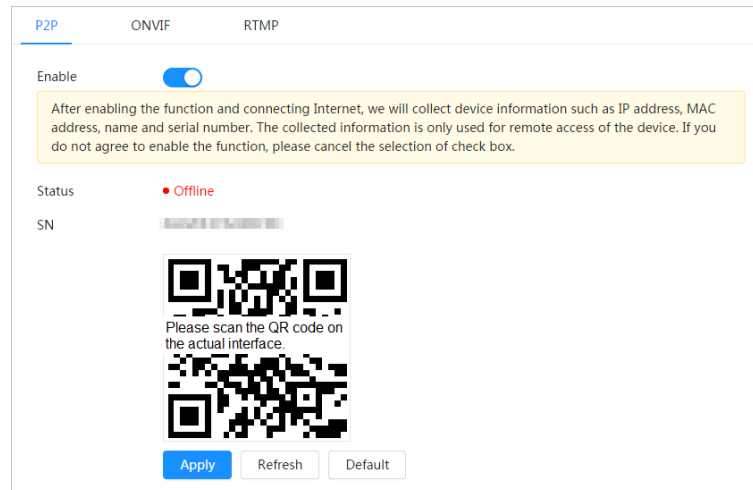 P2P ONVIF RTMP
Enable
After enabling the function and connecting Internet, we will collect device information such as IP address, MAC
address, name and serial number. The collected information is only used for remote access of the device. If you
do not agree to enable the function, please cancel the selection of check box.
Status Offline
SN
Please scan the QR code on
the actual interface.
Apply Refresh Default